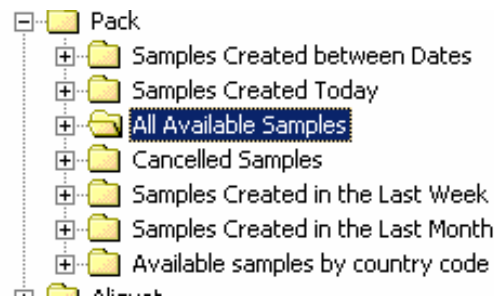 Pack
Samples Created between Dates
Samples Created Today
All Available Samples
Cancelled Samples
Samples Created in the Last Week
Samples Created in the Last Month
Available samples by country code